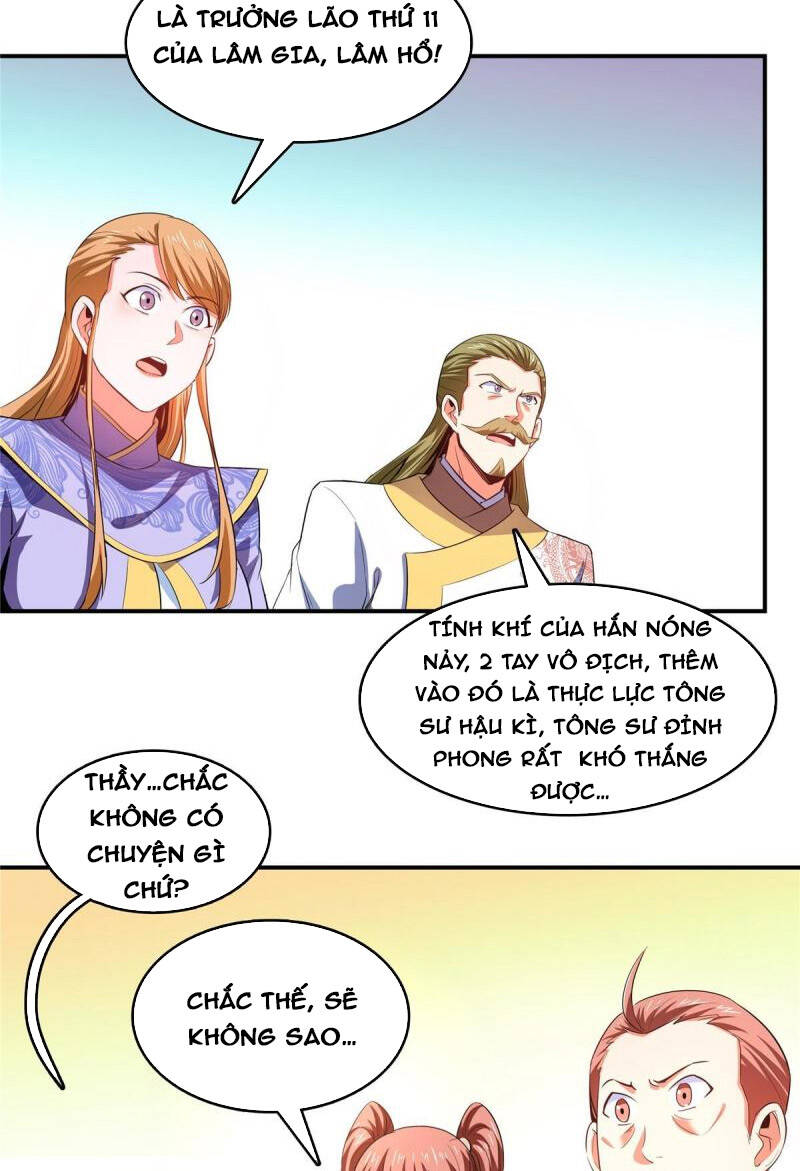 LÀ TRƯỞNG LÃO THỨ 11
CỦA LÂM GIA, LÂM HỔ!
TÍNH KHÍ CỦA HẮN NÓNG
NẢY, 2 TAY VÔ ĐỊCH, THÊM
VÀO ĐÓ LÀ THỰC LỰC TÔNG
SƯ HẬU KÌ, TÔNG SƯ ĐỈNH
PHONG RẤT KHÓ THẮNG
ĐƯỢC...
THẦY...CHẮC
KHÔNG CÓ
CHUYỆN GÌ
CHỨ?
CHẮC THẾ, SẼ
KHÔNG SAO...